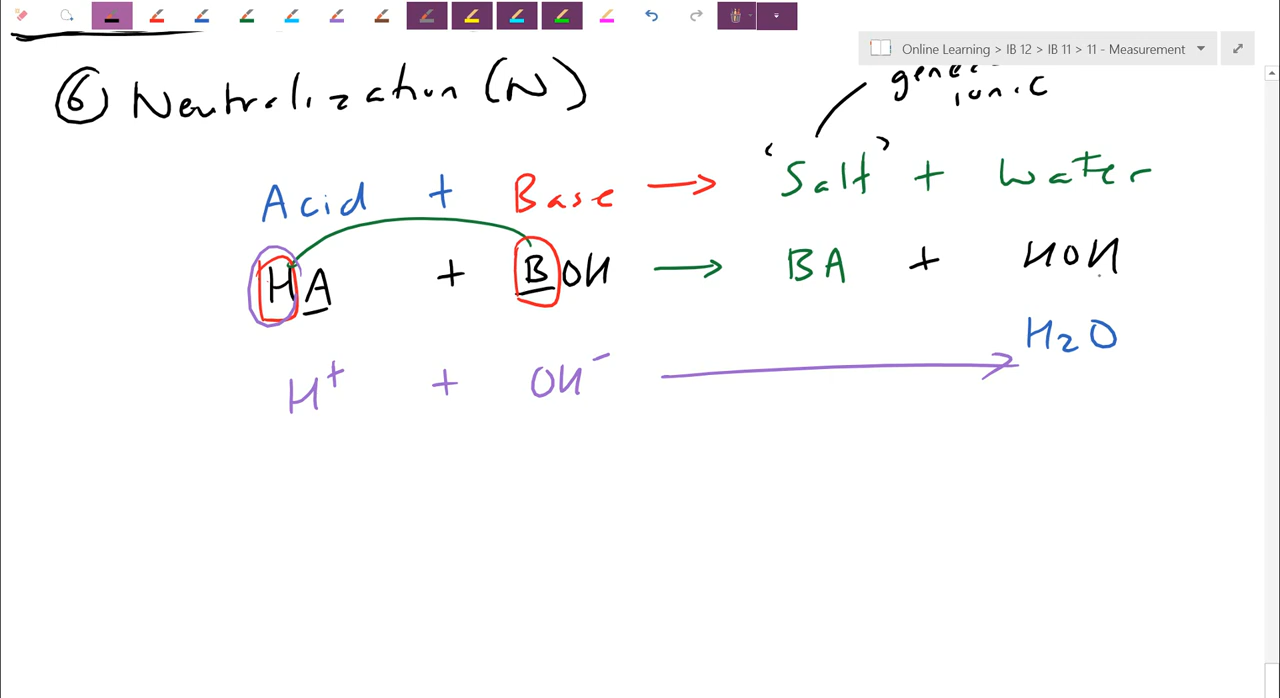 Online Learning > IB 12 > IB 11 > 11 - Measurement
ionic
⑥ Neutralization (N)
Acid + Base → 'Salt' + Water
HA + BOH → BA + HOH
H₂O
H⁺ + OH⁻ →